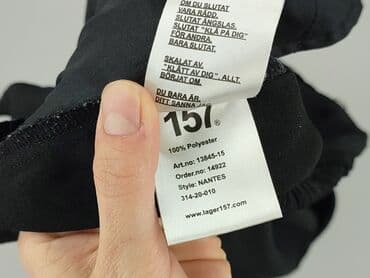 OM DU SLUTAT
VARA RÄDD.
SLUTAT ÄNGSLAS.
SLUTAT "KLÄ PÅ DIG"
FÖR ANDRA.
BARA SLUTAT.
SKALAT AV.
"KLÄTT AV DIG". ALLT.
BÖRJAT OM.
DU BARA ÄR.
DITT SANNA
157®
100% Polyester
Art.no: 13845-15
Order.no: 14922
Style: NANTES
314-20-010
www.lager157.com